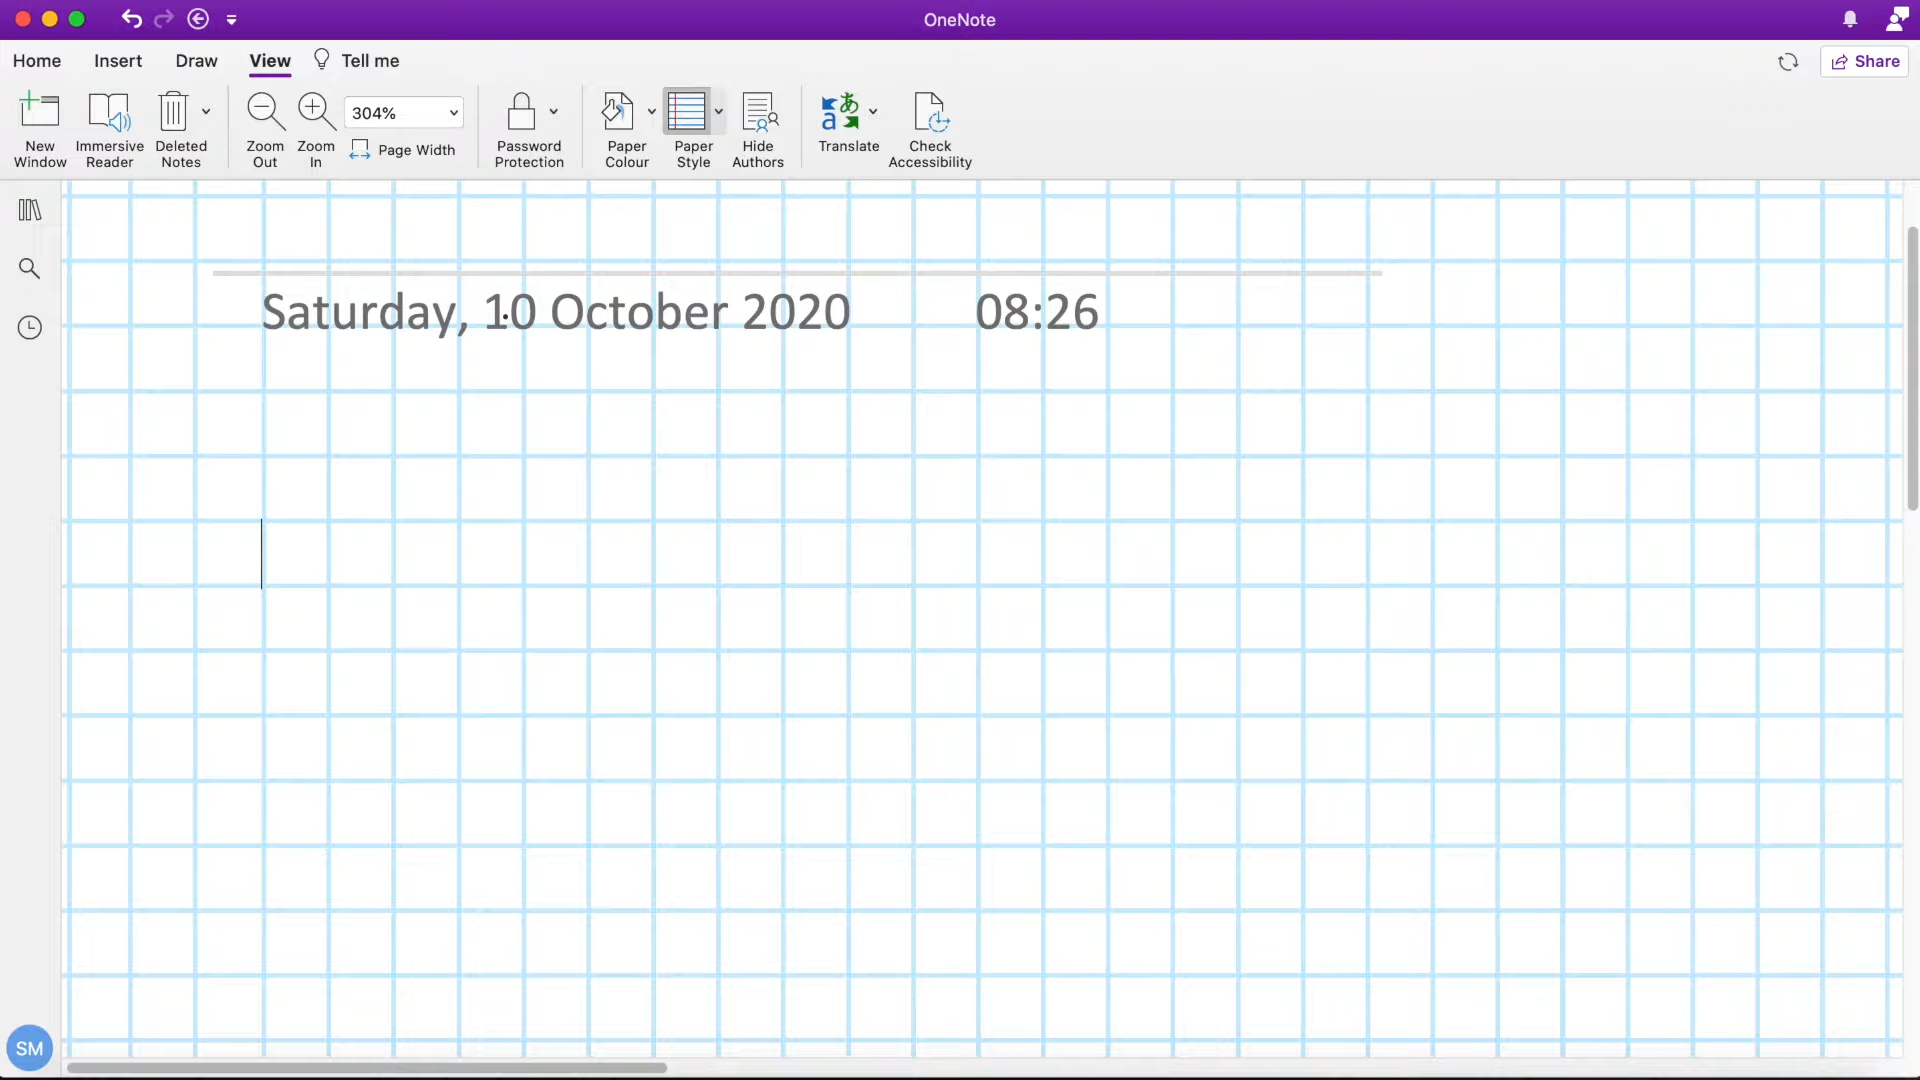 OneNote
Home Insert Draw View Tell me
Share
304%
Page Width
New Window
Immersive Reader
Deleted Notes
Zoom Out
Zoom In
Password Protection
Paper Colour
Paper Style
Hide Authors
Translate
Check Accessibility
Saturday, 10 October 2020 08:26
SM